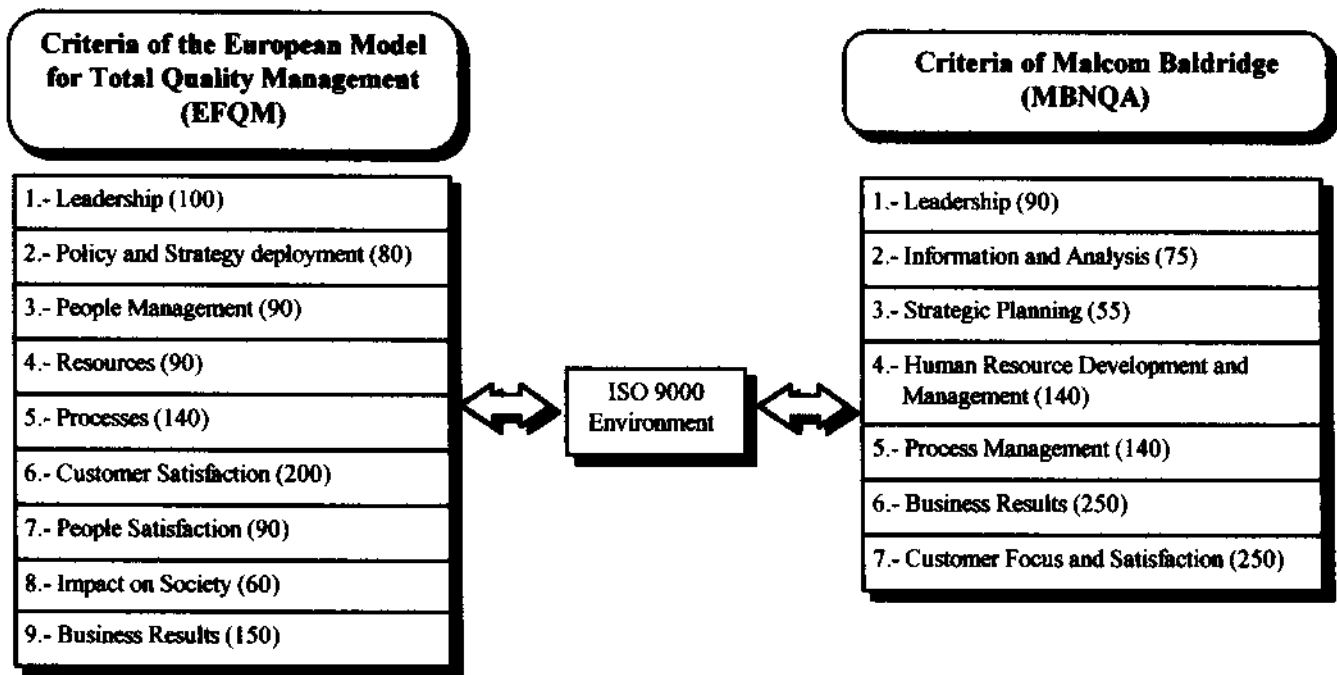 Criteria of the European Model
for Total Quality Management
(EFQM)
1.- Leadership (100)
2.- Policy and Strategy deployment (80)
3.- People Management (90)
4.- Resources (90)
5.- Processes (140)
6.- Customer Satisfaction (200)
7.- People Satisfaction (90)
8.- Impact on Society (60)
9.- Business Results (150)
ISO 9000
Environment
Criteria of Malcom Baldridge
(MBNQA)
1.- Leadership (90)
2.- Information and Analysis (75)
3.- Strategic Planning (55)
4.- Human Resource Development and
Management (140)
5.- Process Management (140)
6.- Business Results (250)
7.- Customer Focus and Satisfaction (250)